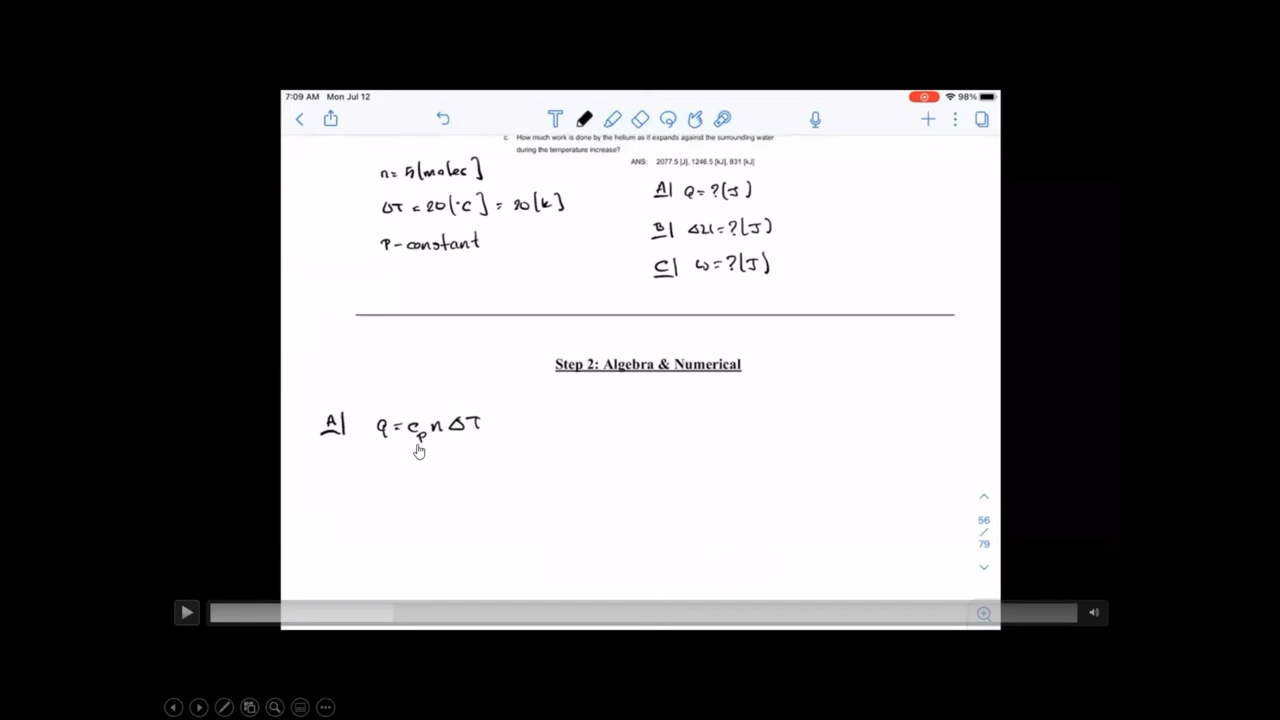 7:09 AM Mon Jul 12
98%
c. How much work is done by the helium as it expands against the surrounding water
during the temperature increase?
ANS: 2077.5 [J], 1246.5 [kJ], 831 [kJ]
n = 5 [moles]
ΔT = 20 [°C] = 20 [K]
P - constant
A| Q = ? [J]
B| ΔU = ? [J]
C| W = ? [J]
Step 2: Algebra & Numerical
A| Q = cₚ n ΔT
56
/
79